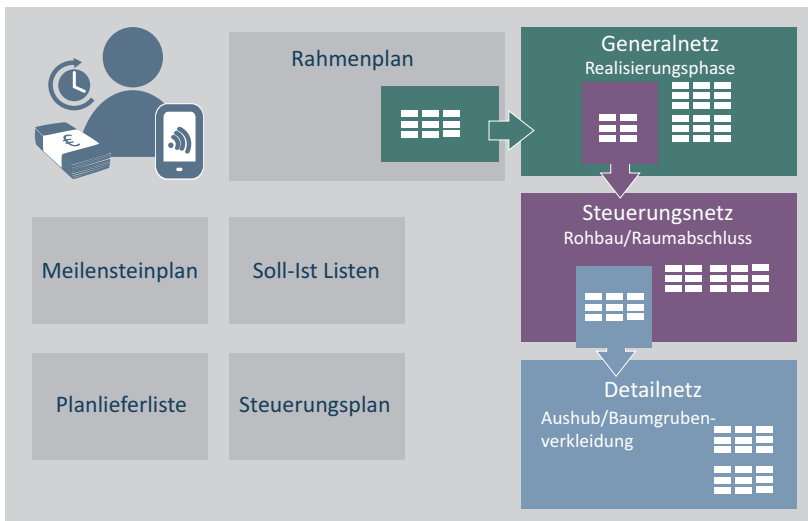 Rahmenplan
Generalnetz
Realisierungsphase
Steuerungsnetz
Rohbau/Raumabschluss
Meilensteinplan
Soll-Ist Listen
Planlieferliste
Steuerungsplan
Detailnetz
Aushub/Baumgruben-
verkleidung
€